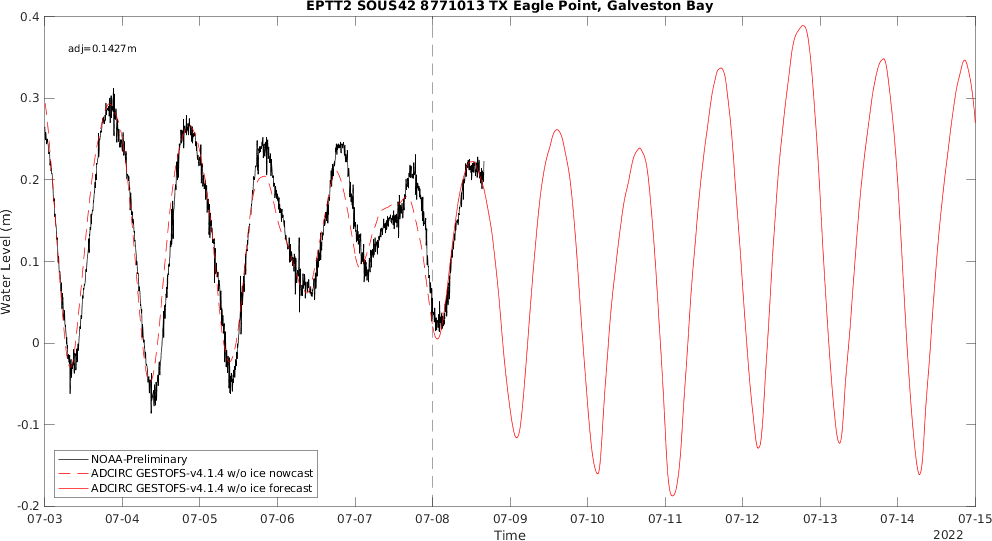 EPTT2 SOUS42 8771013 TX Eagle Point, Galveston Bay
adj=0.1427m
0.4
0.3
0.2
0.1
0
-0.1
-0.2
Water Level (m)
NOAA-Preliminary
ADCIRC GESTOFS-v4.1.4 w/o ice nowcast
ADCIRC GESTOFS-v4.1.4 w/o ice forecast
07-03 07-04 07-05 07-06 07-07 07-08 07-09 07-10 07-11 07-12 07-13 07-14 07-15
Time
2022